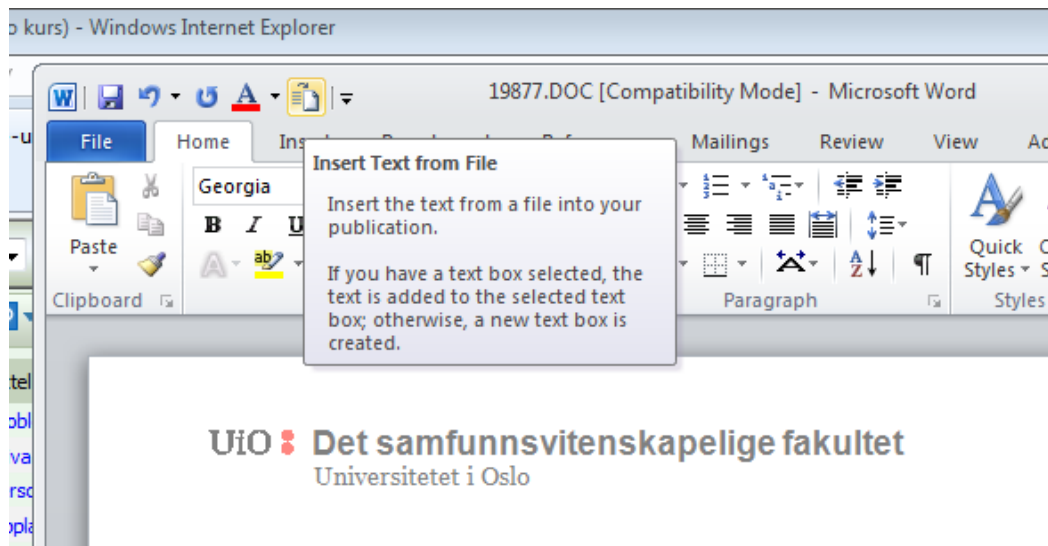 kurs) - Windows Internet Explorer
19877.DOC [Compatibility Mode] - Microsoft Word
File Home Mailings Review View
Insert Text from File
Insert the text from a file into your
publication.
If you have a text box selected, the
text is added to the selected text
box; otherwise, a new text box is
created.
Georgia
B I U
Paste
Quick
Styles
Clipboard
Paragraph
Styles
UiO : Det samfunnsvitenskapelige fakultet
Universitetet i Oslo